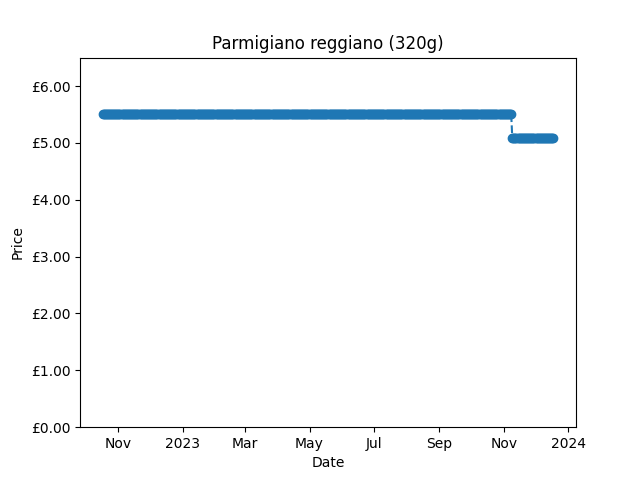 Parmigiano reggiano (320g)
£6.00
£5.00
£4.00
£3.00
£2.00
£1.00
£0.00
Price
Nov 2023 Mar May Jul Sep Nov 2024
Date